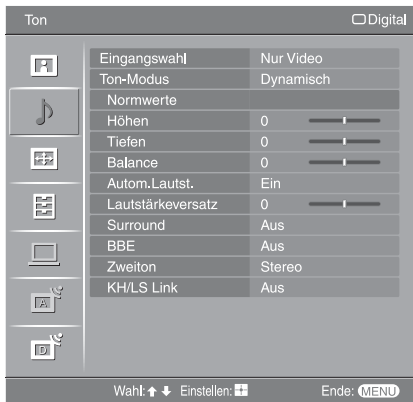 Ton Digital
Eingangswahl Nur Video
Ton-Modus Dynamisch
Normwerte
Höhen 0
Tiefen 0
Balance 0
Autom.Lautst. Ein
Lautstärkeversatz 0
Surround Aus
BBE Aus
Zweiton Stereo
KH/LS Link Aus
A
D
Wahl: Einstellen: Ende: MENU